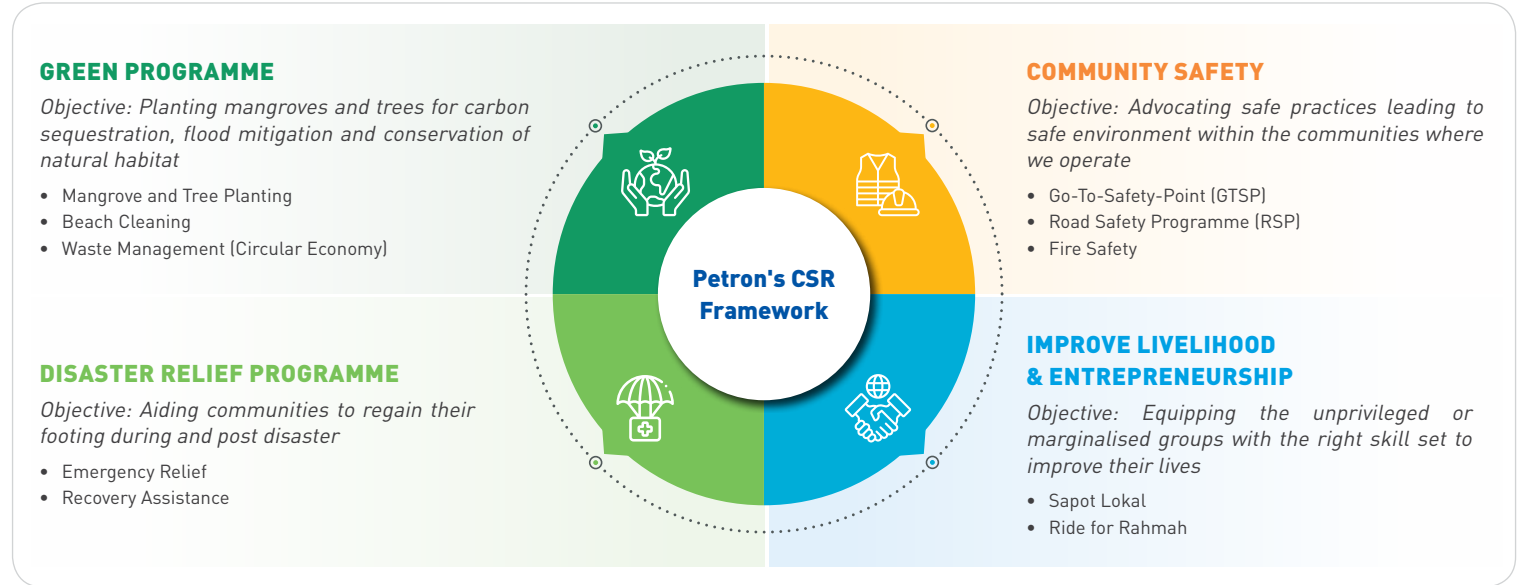 GREEN PROGRAMME
Objective: Planting mangroves and trees for carbon
sequestration, flood mitigation and conservation of
natural habitat
• Mangrove and Tree Planting
• Beach Cleaning
• Waste Management (Circular Economy)
COMMUNITY SAFETY
Objective: Advocating safe practices leading to
safe environment within the communities where
we operate
• Go-To-Safety-Point (GTSP)
• Road Safety Programme (RSP)
• Fire Safety
Petron's CSR
Framework
DISASTER RELIEF PROGRAMME
Objective: Aiding communities to regain their
footing during and post disaster
• Emergency Relief
• Recovery Assistance
IMPROVE LIVELIHOOD
& ENTREPRENEURSHIP
Objective: Equipping the unprivileged or
marginalised groups with the right skill set to
improve their lives
• Sapot Lokal
• Ride for Rahmah